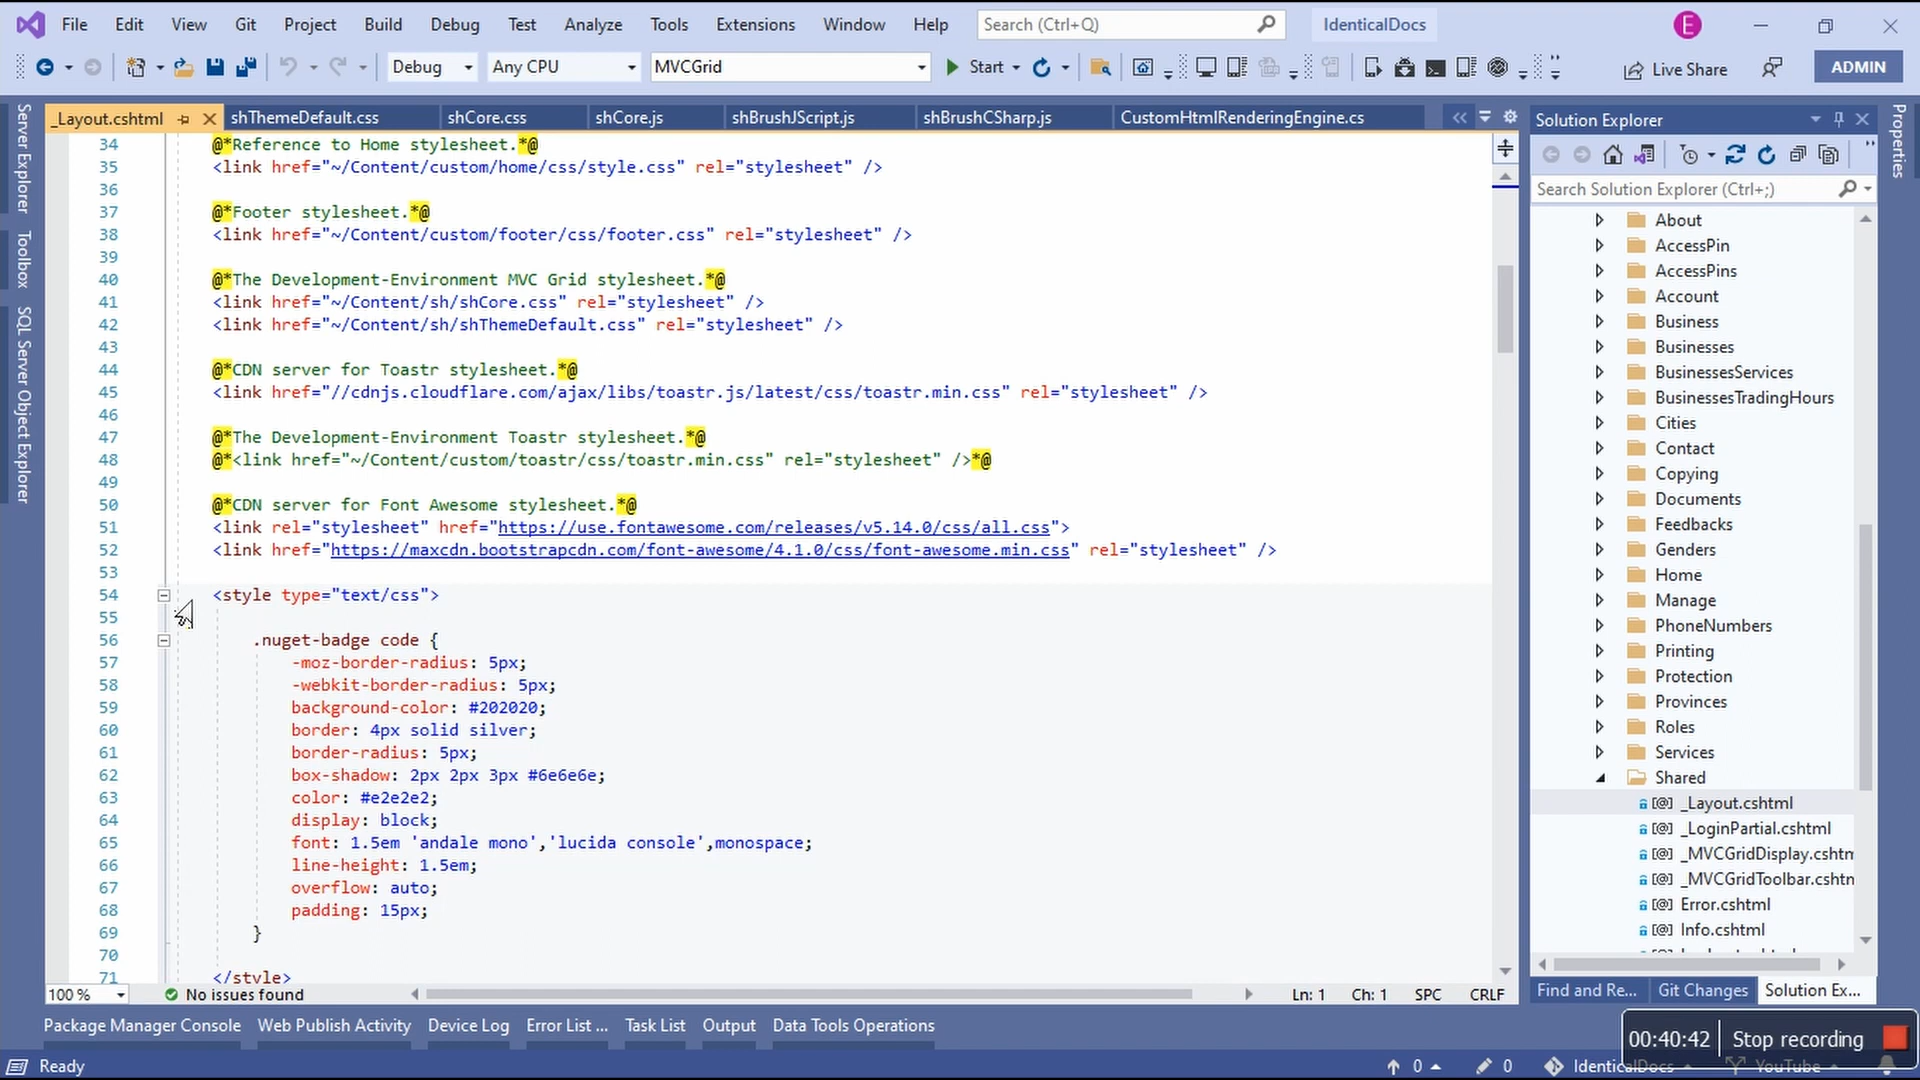 File Edit View Git Project Build Debug Test Analyze Tools Extensions Window Help Search (Ctrl+Q) IdenticalDocs E
Debug Any CPU MVCGrid Start Live Share ADMIN
_Layout.cshtml shThemeDefault.css shCore.css shCore.js shBrushJScript.js shBrushCSharp.js CustomHtmlRenderingEngine.cs
Server Explorer
Toolbox
SQL Server Object Explorer
34 @*Reference to Home stylesheet.*@
35 <link href="~/Content/custom/home/css/style.css" rel="stylesheet" />
36
37 @*Footer stylesheet.*@
38 <link href="~/Content/custom/footer/css/footer.css" rel="stylesheet" />
39
40 @*The Development-Environment MVC Grid stylesheet.*@
41 <link href="~/Content/sh/shCore.css" rel="stylesheet" />
42 <link href="~/Content/sh/shThemeDefault.css" rel="stylesheet" />
43
44 @*CDN server for Toastr stylesheet.*@
45 <link href="//cdnjs.cloudflare.com/ajax/libs/toastr.js/latest/css/toastr.min.css" rel="stylesheet" />
46
47 @*The Development-Environment Toastr stylesheet.*@
48 @*<link href="~/Content/custom/toastr/css/toastr.min.css" rel="stylesheet" />*@
49
50 @*CDN server for Font Awesome stylesheet.*@
51 <link rel="stylesheet" href="https://use.fontawesome.com/releases/v5.14.0/css/all.css">
52 <link href="https://maxcdn.bootstrapcdn.com/font-awesome/4.1.0/css/font-awesome.min.css" rel="stylesheet" />
53
54 <style type="text/css">
55
56 .nuget-badge code {
57 -moz-border-radius: 5px;
58 -webkit-border-radius: 5px;
59 background-color: #202020;
60 border: 4px solid silver;
61 border-radius: 5px;
62 box-shadow: 2px 2px 3px #6e6e6e;
63 color: #e2e2e2;
64 display: block;
65 font: 1.5em 'andale mono','lucida console',monospace;
66 line-height: 1.5em;
67 overflow: auto;
68 padding: 15px;
69 }
70
71 </style>
100 % No issues found Ln: 1 Ch: 1 SPC CRLF
Solution Explorer
Search Solution Explorer (Ctrl+;)
About
AccessPin
AccessPins
Account
Business
Businesses
BusinessesServices
BusinessesTradingHours
Cities
Contact
Copying
Documents
Feedbacks
Genders
Home
Manage
PhoneNumbers
Printing
Protection
Provinces
Roles
Services
Shared
_Layout.cshtml
_LoginPartial.cshtml
_MVCGridDisplay.cshtm
_MVCGridToolbar.cshtm
Error.cshtml
Info.cshtml
Find and Re... Git Changes Solution Ex...
Properties
Package Manager Console Web Publish Activity Device Log Error List ... Task List Output Data Tools Operations
00:40:42 Stop recording
Ready 0 0 IdenticalDocs YouTube